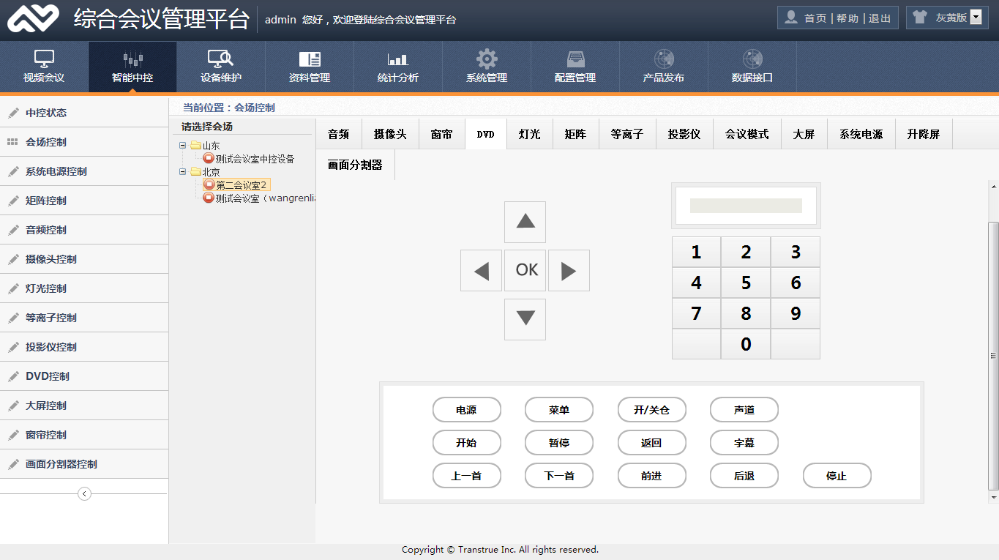 综合会议管理平台
admin 您好，欢迎登陆综合会议管理平台
首页 | 帮助 | 退出
灰黄版
视频会议 智能中控 设备维护 资料管理 统计分析 系统管理 配置管理 产品发布 数据接口
中控状态
会场控制
系统电源控制
矩阵控制
音频控制
摄像头控制
灯光控制
等离子控制
投影仪控制
DVD控制
大屏控制
窗帘控制
画面分割器控制
当前位置：会场控制
请选择会场
山东
测试会议室中控设备
北京
第二会议室2
测试会议室（wangrenlia
音频 摄像头 窗帘 DVD 灯光 矩阵 等离子 投影仪 会议模式 大屏 系统电源 升降屏
画面分割器
OK
1 2 3
4 5 6
7 8 9
0
电源 菜单 开/关仓 声道
开始 暂停 返回 字幕
上一首 下一首 前进 后退 停止
Copyright © Transtrue Inc. All rights reserved.